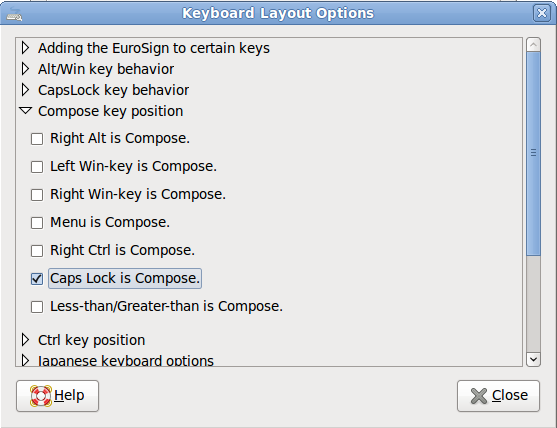 Keyboard Layout Options
Adding the EuroSign to certain keys
Alt/Win key behavior
CapsLock key behavior
Compose key position
Right Alt is Compose.
Left Win-key is Compose.
Right Win-key is Compose.
Menu is Compose.
Right Ctrl is Compose.
Caps Lock is Compose.
Less-than/Greater-than is Compose.
Ctrl key position
Japanese keyboard options
Help
Close